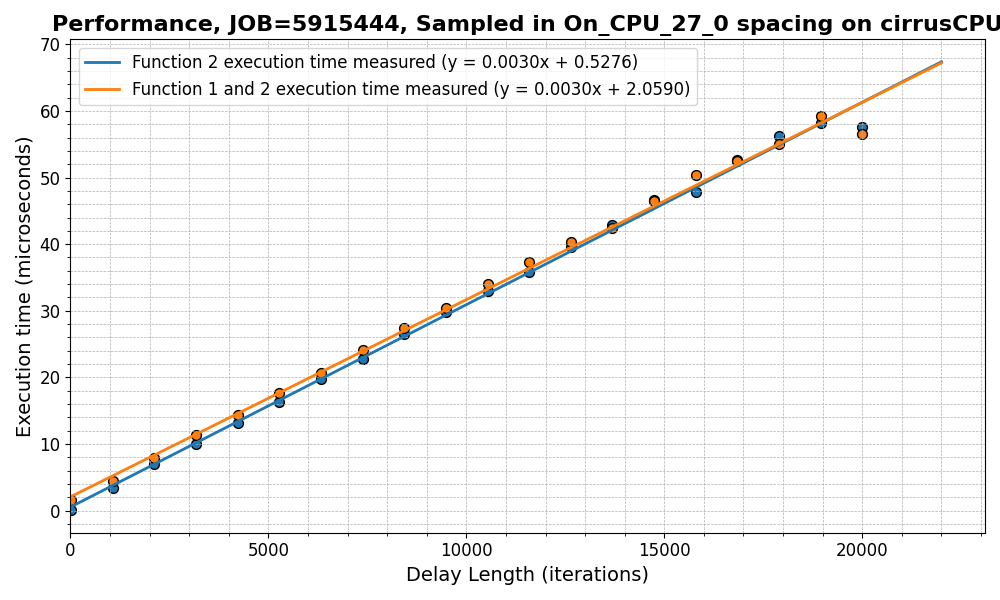 Performance, JOB=5915444, Sampled in On_CPU_27_0 spacing on cirrusCPU
Function 2 execution time measured (y = 0.0030x + 0.5276)
Function 1 and 2 execution time measured (y = 0.0030x + 2.0590)
Execution time (microseconds)
70
60
50
40
30
20
10
0
0 5000 10000 15000 20000
Delay Length (iterations)